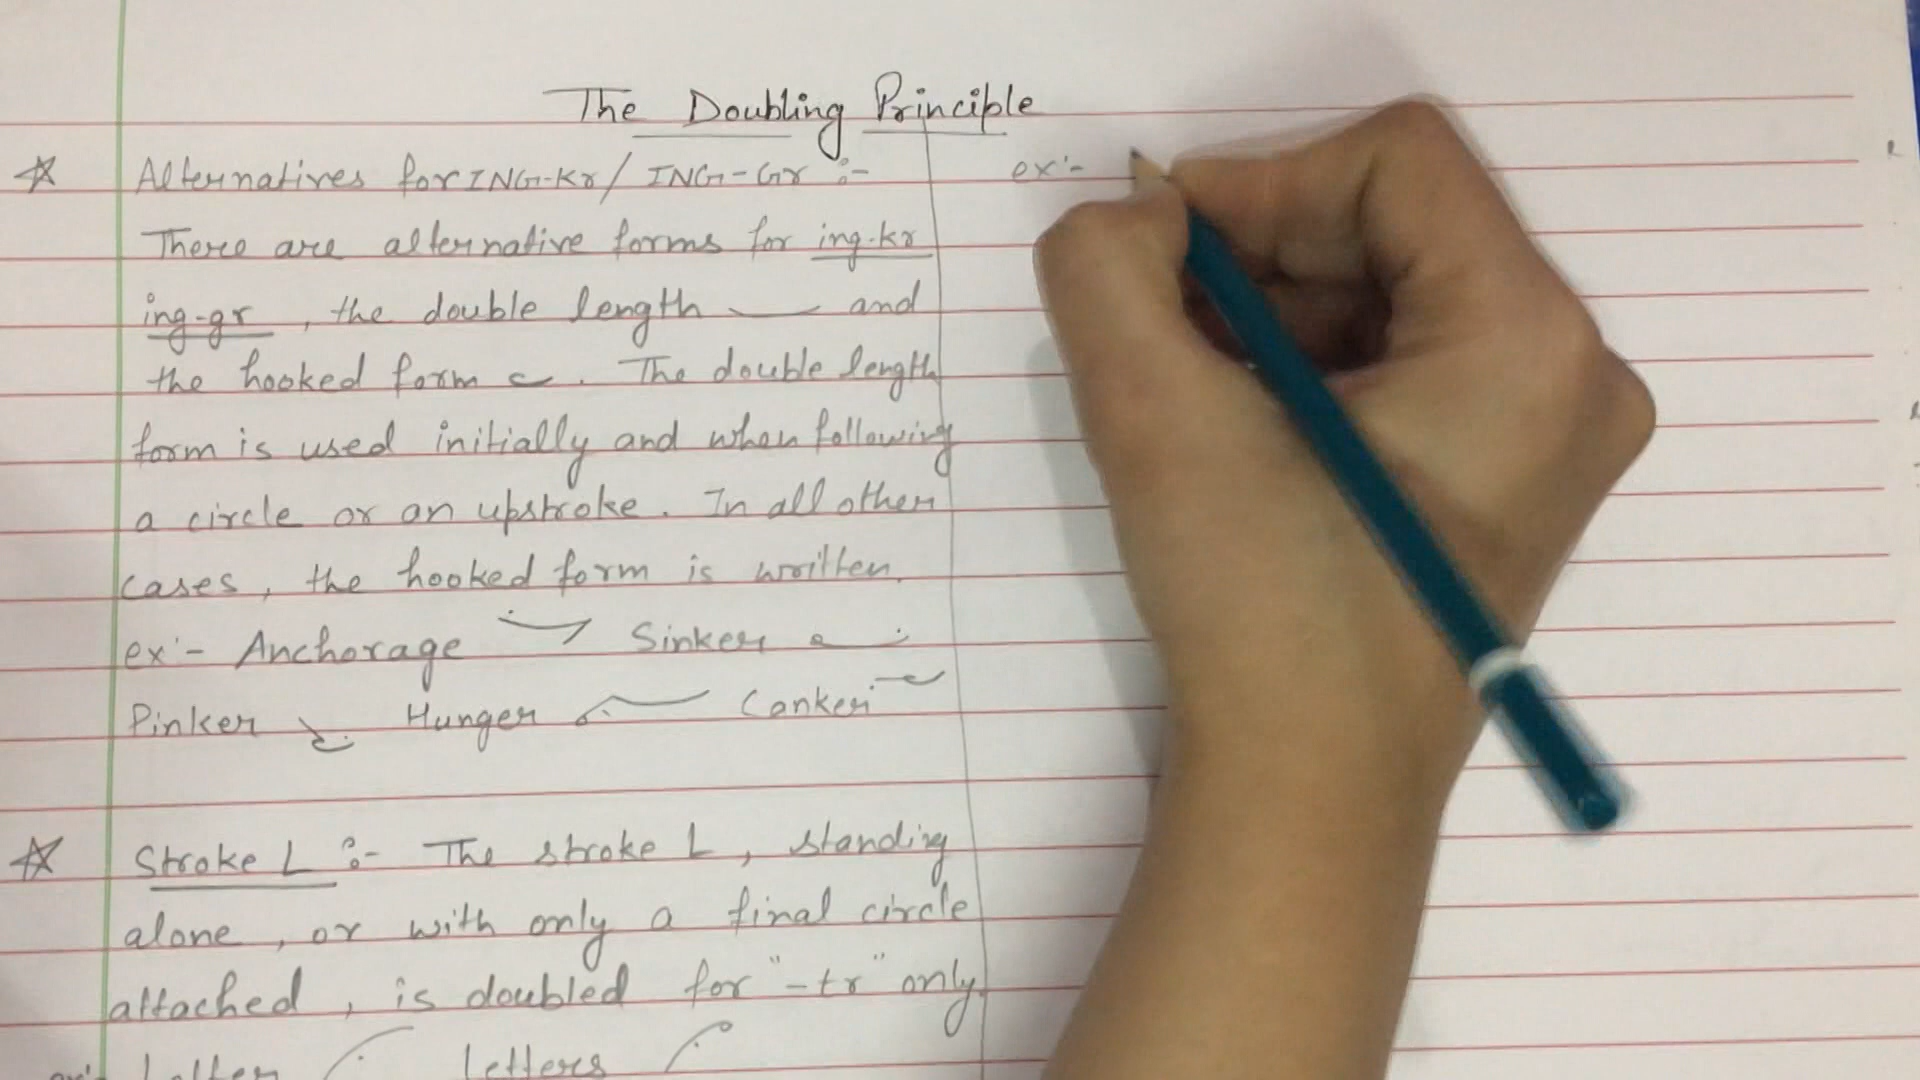 The Doubling Principle
☆ Alternatives for ING-Kr/ ING-Gr :-
There are alternative forms for ing-kr
ing-gr, the double length and
the hooked form. The double length
form is used initially and when following
a circle or an upstroke. In all other
cases, the hooked form is written.
ex:- Anchorage Sinker
Pinker Hunger Canker
☆ Stroke L :- The stroke L, standing
alone, or with only a final circle
attached, is doubled for "-tr" only.
ex:- Letter Letters
ex:-